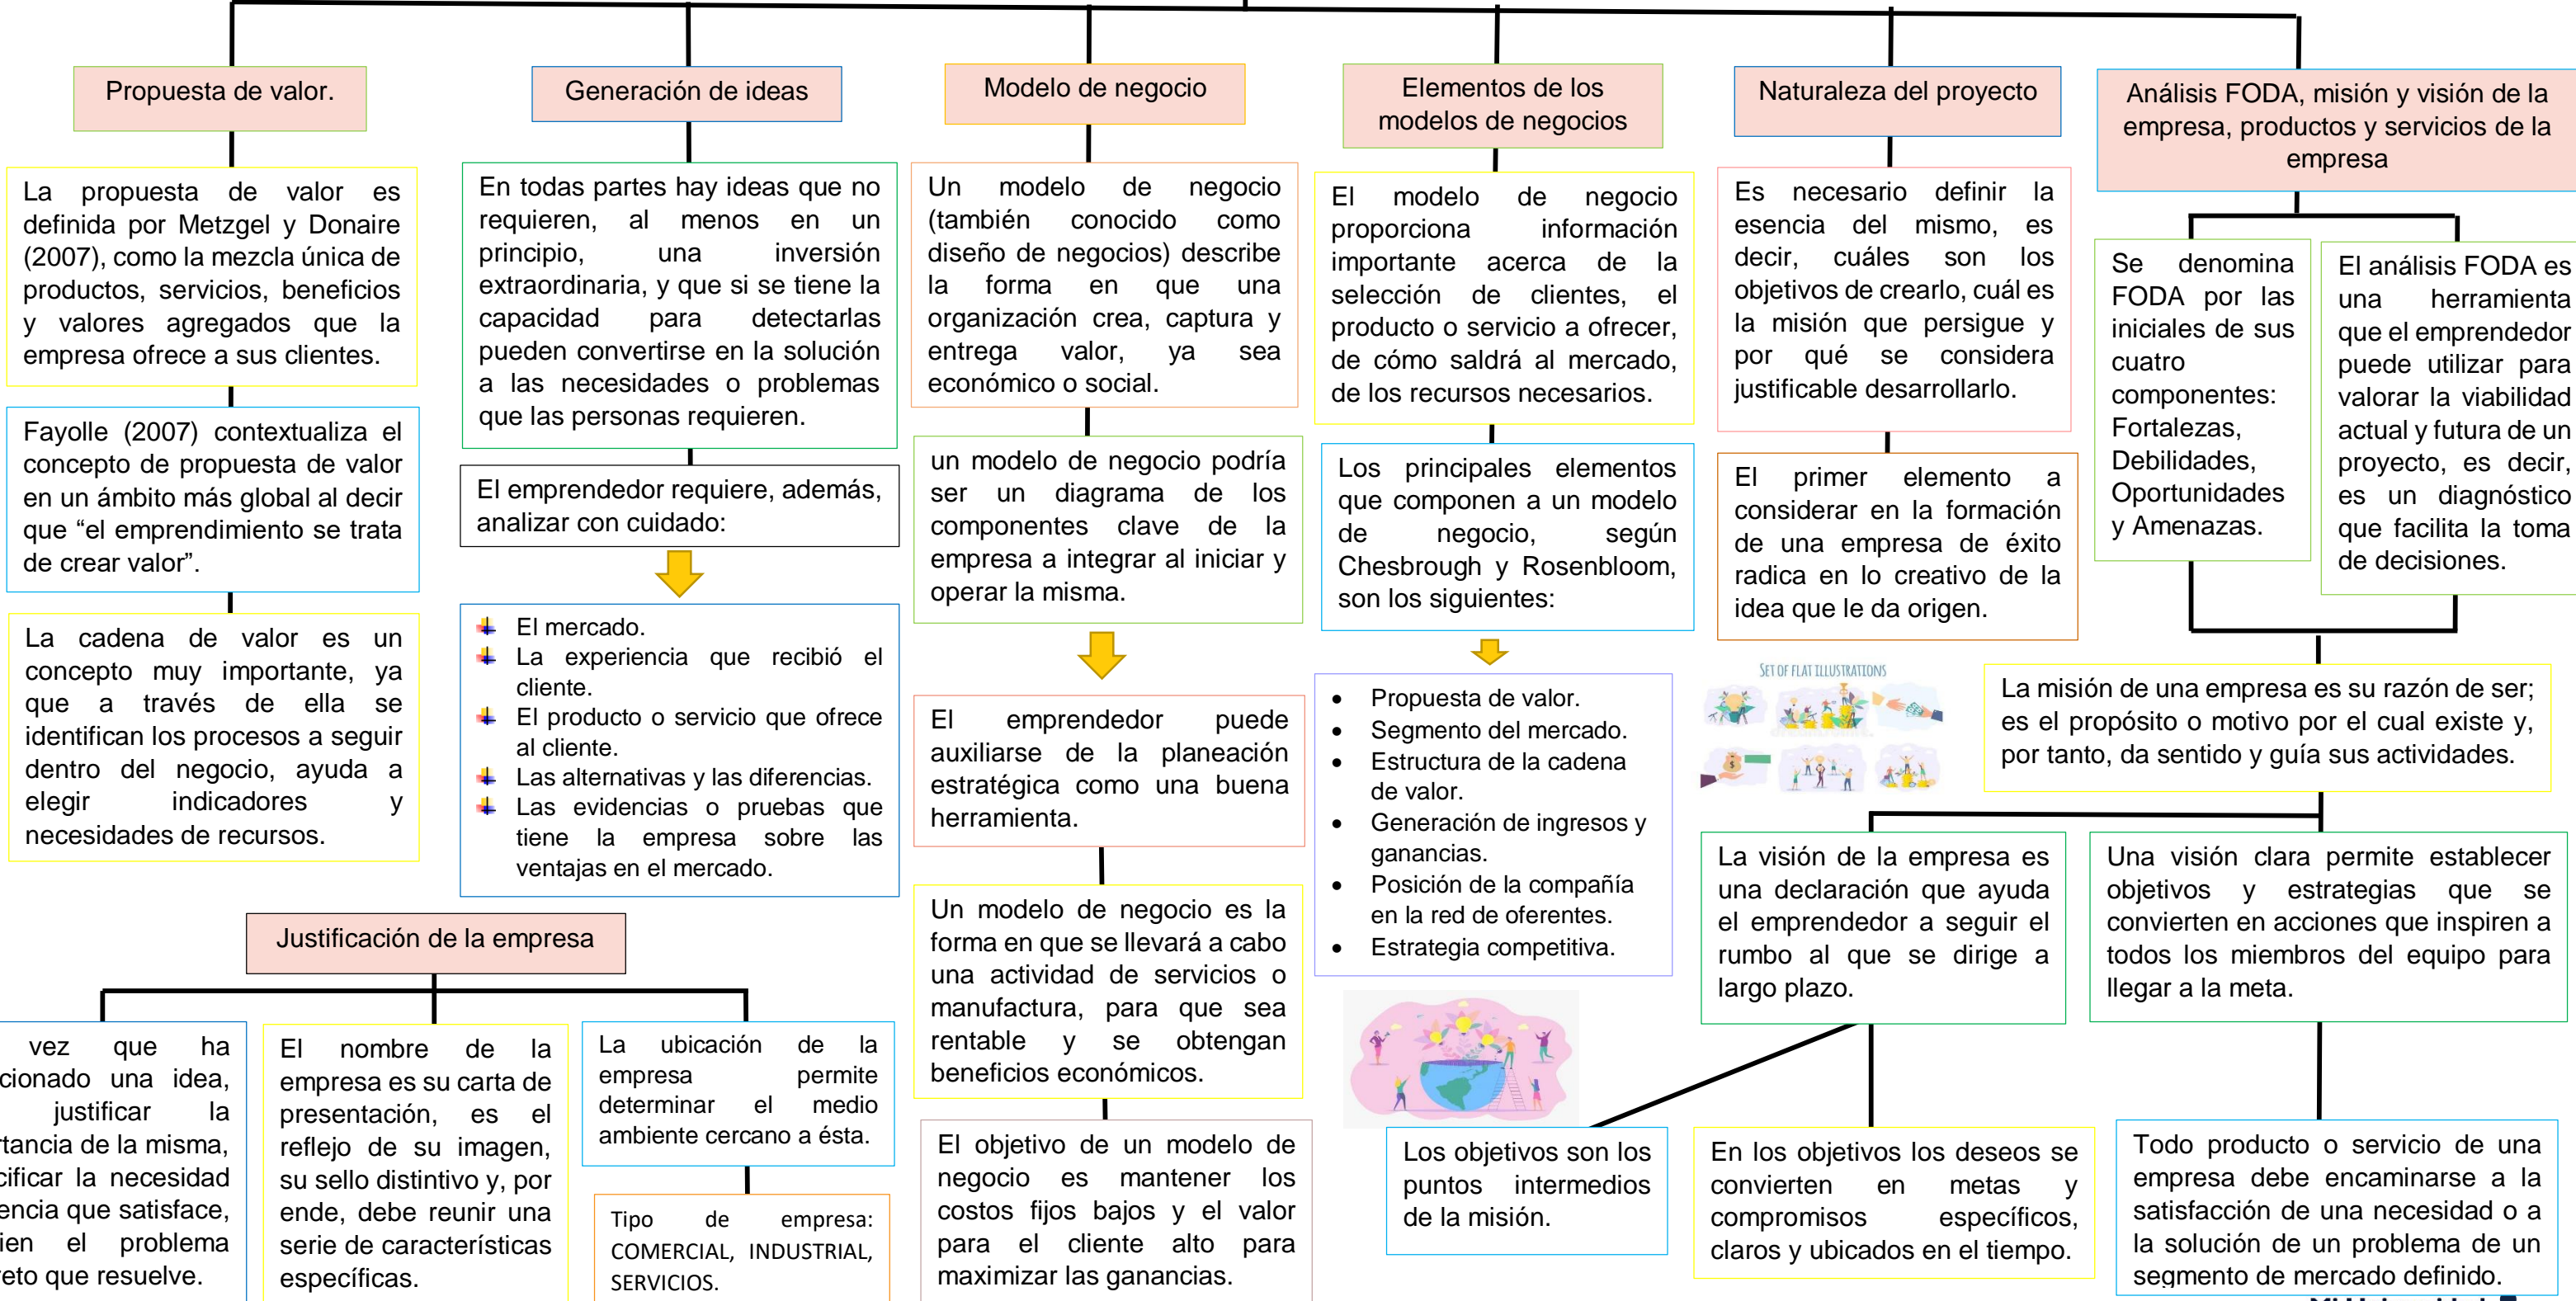 Propuesta de valor.
La propuesta de valor es
definida por Metzgel y Donaire
(2007), como la mezcla única de
productos, servicios, beneficios
y valores agregados que la
empresa ofrece a sus clientes.
Fayolle (2007) contextualiza el
concepto de propuesta de valor
en un ámbito más global al decir
que “el emprendimiento se trata
de crear valor”.
La cadena de valor es un
concepto muy importante, ya
que a través de ella se
identifican los procesos a seguir
dentro del negocio, ayuda a
elegir indicadores y
necesidades de recursos.
Generación de ideas
En todas partes hay ideas que no
requieren, al menos en un
principio, una inversión
extraordinaria, y que si se tiene la
capacidad para detectarlas
pueden convertirse en la solución
a las necesidades o problemas
que las personas requieren.
El emprendedor requiere, además,
analizar con cuidado:
El mercado.
La experiencia que recibió el
cliente.
El producto o servicio que ofrece
al cliente.
Las alternativas y las diferencias.
Las evidencias o pruebas que
tiene la empresa sobre las
ventajas en el mercado.
Modelo de negocio
Un modelo de negocio
(también conocido como
diseño de negocios) describe
la forma en que una
organización crea, captura y
entrega valor, ya sea
económico o social.
un modelo de negocio podría
ser un diagrama de los
componentes clave de la
empresa a integrar al iniciar y
operar la misma.
El emprendedor puede
auxiliarse de la planeación
estratégica como una buena
herramienta.
Un modelo de negocio es la
forma en que se llevará a cabo
una actividad de servicios o
manufactura, para que sea
rentable y se obtengan
beneficios económicos.
El objetivo de un modelo de
negocio es mantener los
costos fijos bajos y el valor
para el cliente alto para
maximizar las ganancias.
Elementos de los
modelos de negocios
El modelo de negocio
proporciona información
importante acerca de la
selección de clientes, el
producto o servicio a ofrecer,
de cómo saldrá al mercado,
de los recursos necesarios.
Los principales elementos
que componen a un modelo
de negocio, según
Chesbrough y Rosenbloom,
son los siguientes:
• Propuesta de valor.
• Segmento del mercado.
• Estructura de la cadena
de valor.
• Generación de ingresos y
ganancias.
• Posición de la compañía
en la red de oferentes.
• Estrategia competitiva.
Naturaleza del proyecto
Es necesario definir la
esencia del mismo, es
decir, cuáles son los
objetivos de crearlo, cuál es
la misión que persigue y
por qué se considera
justificable desarrollarlo.
El primer elemento a
considerar en la formación
de una empresa de éxito
radica en lo creativo de la
idea que le da origen.
SET OF FLAT ILLUSTRATIONS
Análisis FODA, misión y visión de la
empresa, productos y servicios de la
empresa
Se denomina
FODA por las
iniciales de sus
cuatro
componentes:
Fortalezas,
Debilidades,
Oportunidades
y Amenazas.
El análisis FODA es
una herramienta
que el emprendedor
puede utilizar para
valorar la viabilidad
actual y futura de un
proyecto, es decir,
es un diagnóstico
que facilita la toma
de decisiones.
La misión de una empresa es su razón de ser;
es el propósito o motivo por el cual existe y,
por tanto, da sentido y guía sus actividades.
La visión de la empresa es
una declaración que ayuda
el emprendedor a seguir el
rumbo al que se dirige a
largo plazo.
Una visión clara permite establecer
objetivos y estrategias que se
convierten en acciones que inspiren a
todos los miembros del equipo para
llegar a la meta.
Los objetivos son los
puntos intermedios
de la misión.
En los objetivos los deseos se
convierten en metas y
compromisos específicos,
claros y ubicados en el tiempo.
Todo producto o servicio de una
empresa debe encaminarse a la
satisfacción de una necesidad o a
la solución de un problema de un
segmento de mercado definido.
Justificación de la empresa
vez que ha
cionado una idea,
justificar la
rtancia de la misma,
cificar la necesidad
encia que satisface,
ien el problema
reto que resuelve.
El nombre de la
empresa es su carta de
presentación, es el
reflejo de su imagen,
su sello distintivo y, por
ende, debe reunir una
serie de características
específicas.
La ubicación de la
empresa permite
determinar el medio
ambiente cercano a ésta.
Tipo de empresa:
COMERCIAL, INDUSTRIAL,
SERVICIOS.